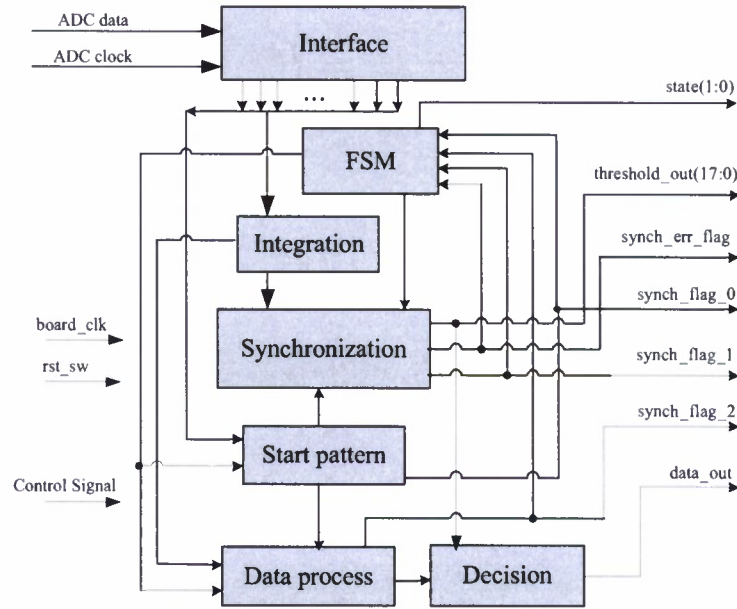 ADC data
Interface
ADC clock
...
state(1:0)
FSM
threshold_out(17:0)
Integration
synch_err_flag
synch_flag_0
board_clk
Synchronization
rst_sw
synch_flag_1
synch_flag_2
Start pattern
Control Signal
data_out
Data process
Decision